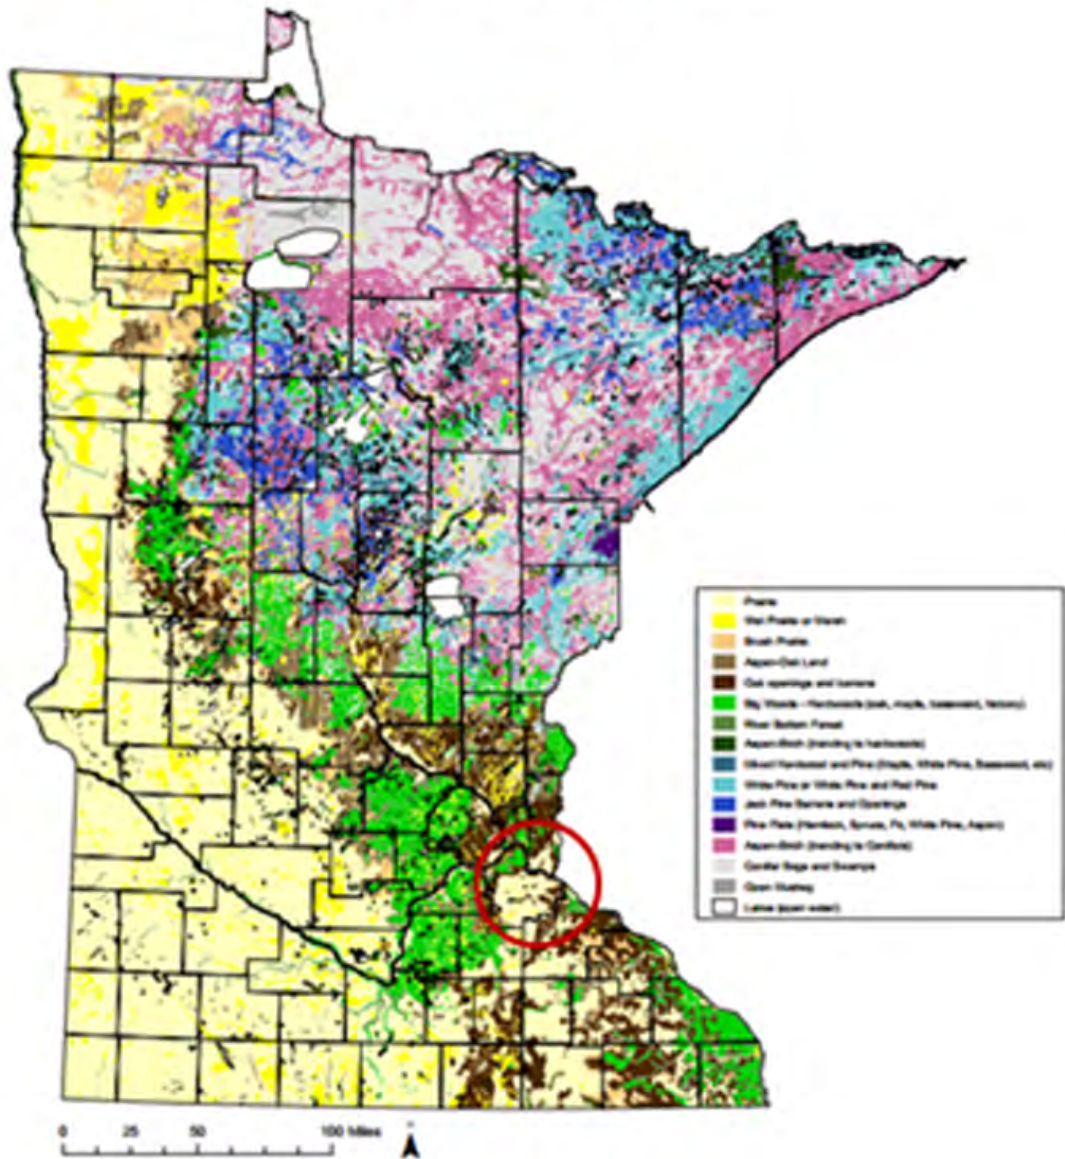 Prairie
Wet Prairie or Marsh
Brush Prairie
Aspen-Oak Land
Oak openings and barrens
Big Woods - Hardwoods (oak, maple, basswood, hickory)
River Bottom Forest
Aspen-Birch (trending to hardwoods)
Mixed Hardwood and Pine (Maple, White Pine, Basswood, etc)
White Pine or White Pine and Red Pine
Jack Pine Barrens and Openings
Pine Flats (Hemlock, Spruce, Fir, White Pine, Aspen)
Aspen-Birch (trending to Conifers)
Conifer Bogs and Swamps
Open Muskeg
Lakes (open water)
0 25 50 100 Miles